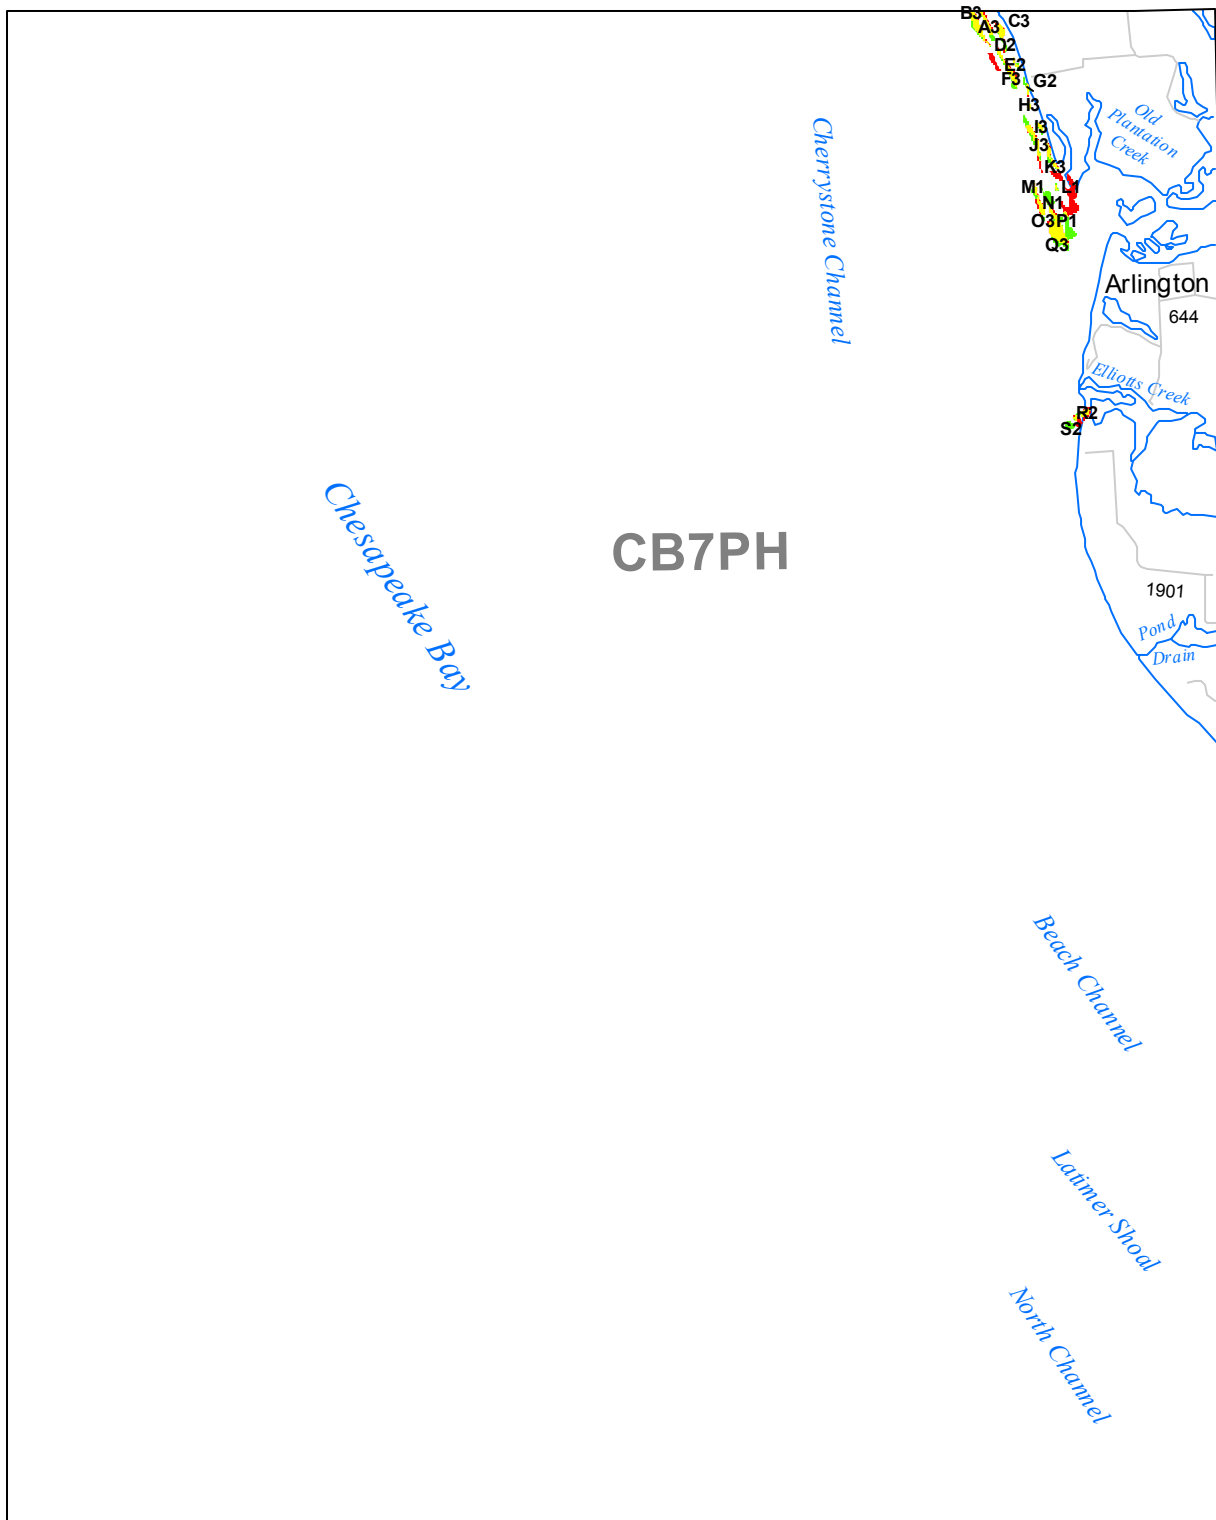 B3
A3
C3
D2
E2
F3
G2
H3
I3
J3
K3
M1
L1
N1
O3
P1
Q3
Old
Plantation
Creek
Cherrystone Channel
Arlington
644
Elliotts Creek
R2
S2
Chesapeake Bay
CB7PH
1901
Pond
Drain
Beach Channel
Latimer Shoal
North Channel